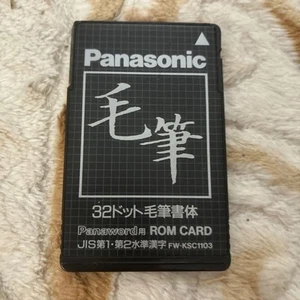 Panasonic
毛筆
32ドット毛筆書体
Panaword用 ROM CARD
JIS第1・第2水準漢字 FW-KSC1103